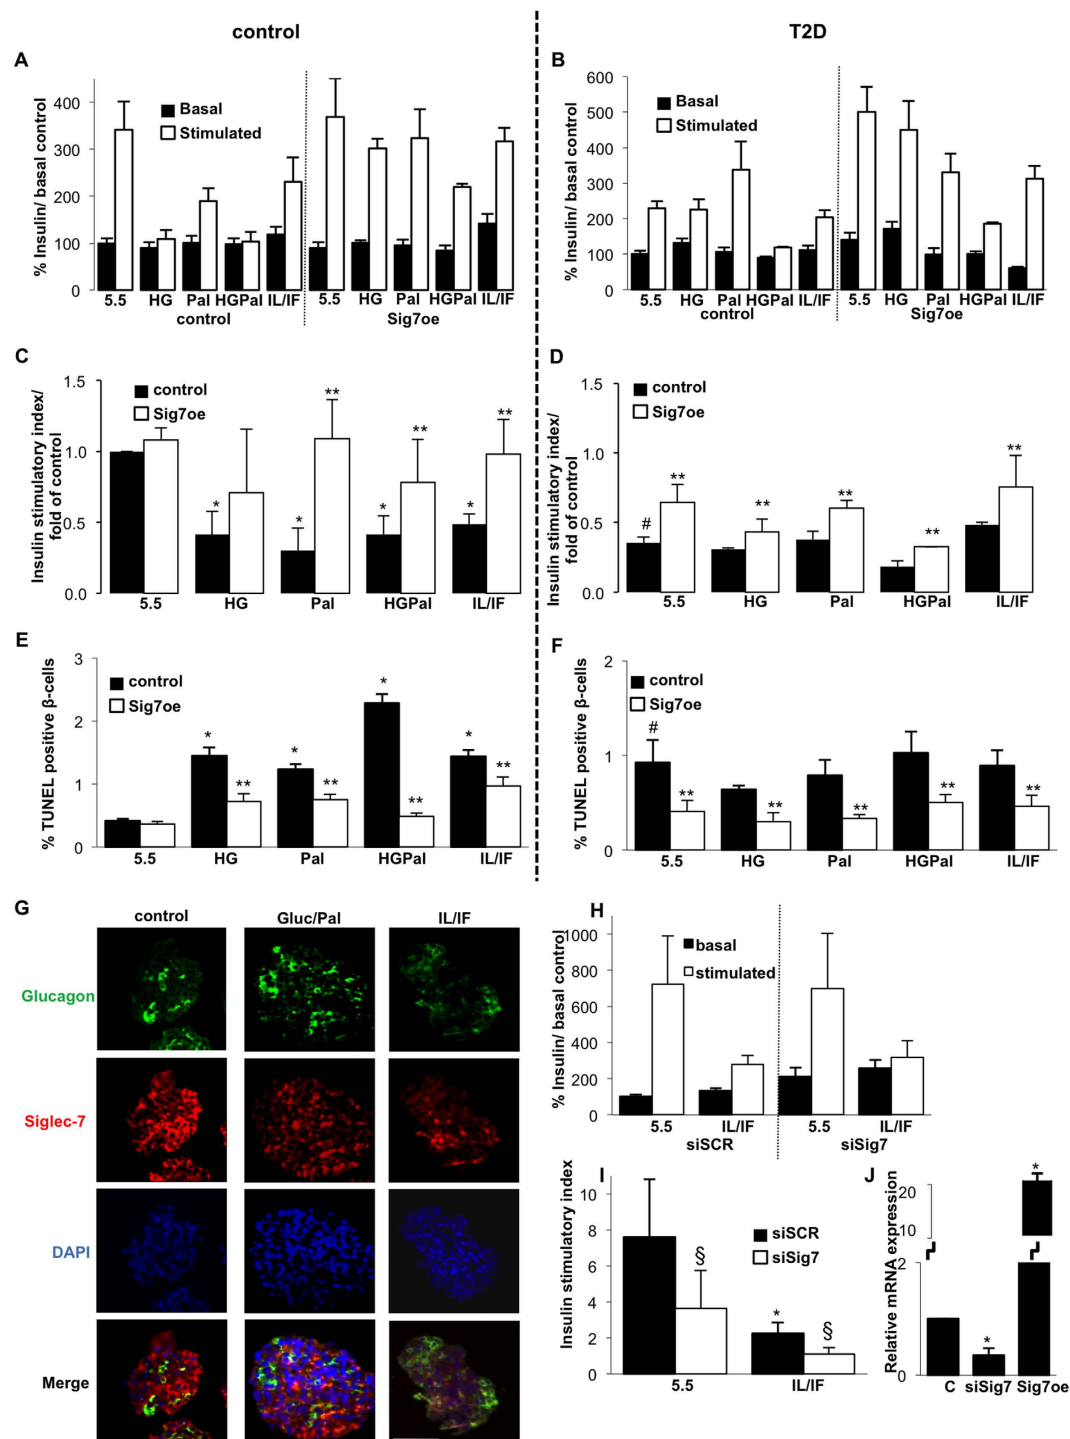 control
T2D
A
% Insulin/ basal control
400
300
200
100
0
Basal
Stimulated
5.5 HG Pal HGPal IL/IF 5.5 HG Pal HGPal IL/IF
control Sig7oe
B
% Insulin/ basal control
600
500
400
300
200
100
0
Basal
Stimulated
5.5 HG Pal HGPal IL/IF 5.5 HG Pal HGPal IL/IF
control Sig7oe
C
Insulin stimulatory index/
fold of control
1.5
1.0
0.5
0.0
control
Sig7oe
* * ** * ** * **
5.5 HG Pal HGPal IL/IF
D
Insulin stimulatory index/
fold of control
1.5
1.0
0.5
0.0
control
Sig7oe
# ** ** ** ** **
5.5 HG Pal HGPal IL/IF
E
% TUNEL positive β-cells
3
2
1
0
control
Sig7oe
* ** * ** * ** * **
5.5 HG Pal HGPal IL/IF
F
% TUNEL positive β-cells
2
1
0
control
Sig7oe
# ** ** ** ** **
5.5 HG Pal HGPal IL/IF
G
control Gluc/Pal IL/IF
Glucagon
Siglec-7
DAPI
Merge
H
% Insulin/ basal control
1000
800
600
400
200
0
basal
stimulated
5.5 IL/IF 5.5 IL/IF
siSCR siSig7
I
Insulin stimulatory index
10
8
6
4
2
0
siSCR
siSig7
§ * §
5.5 IL/IF
J
Relative mRNA expression
20
10
2
0
* *
C siSig7 Sig7oe